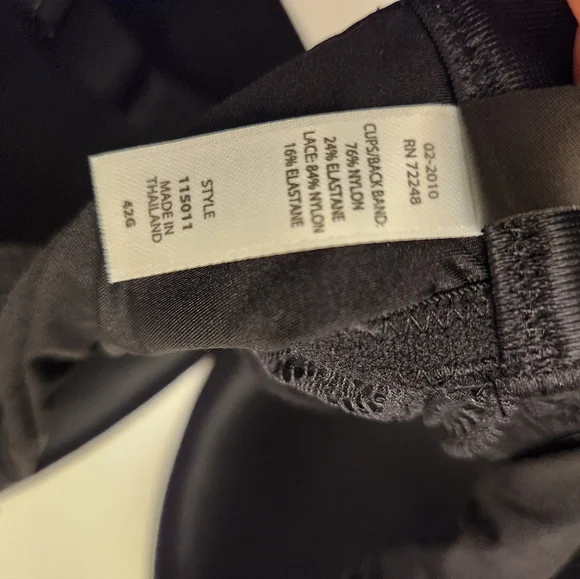 02-2010
RN 72248
CUPS/BACK BAND:
76% NYLON
24% ELASTANE
LACE: 84% NYLON
16% ELASTANE
STYLE
115011
MADE IN
THAILAND
42G